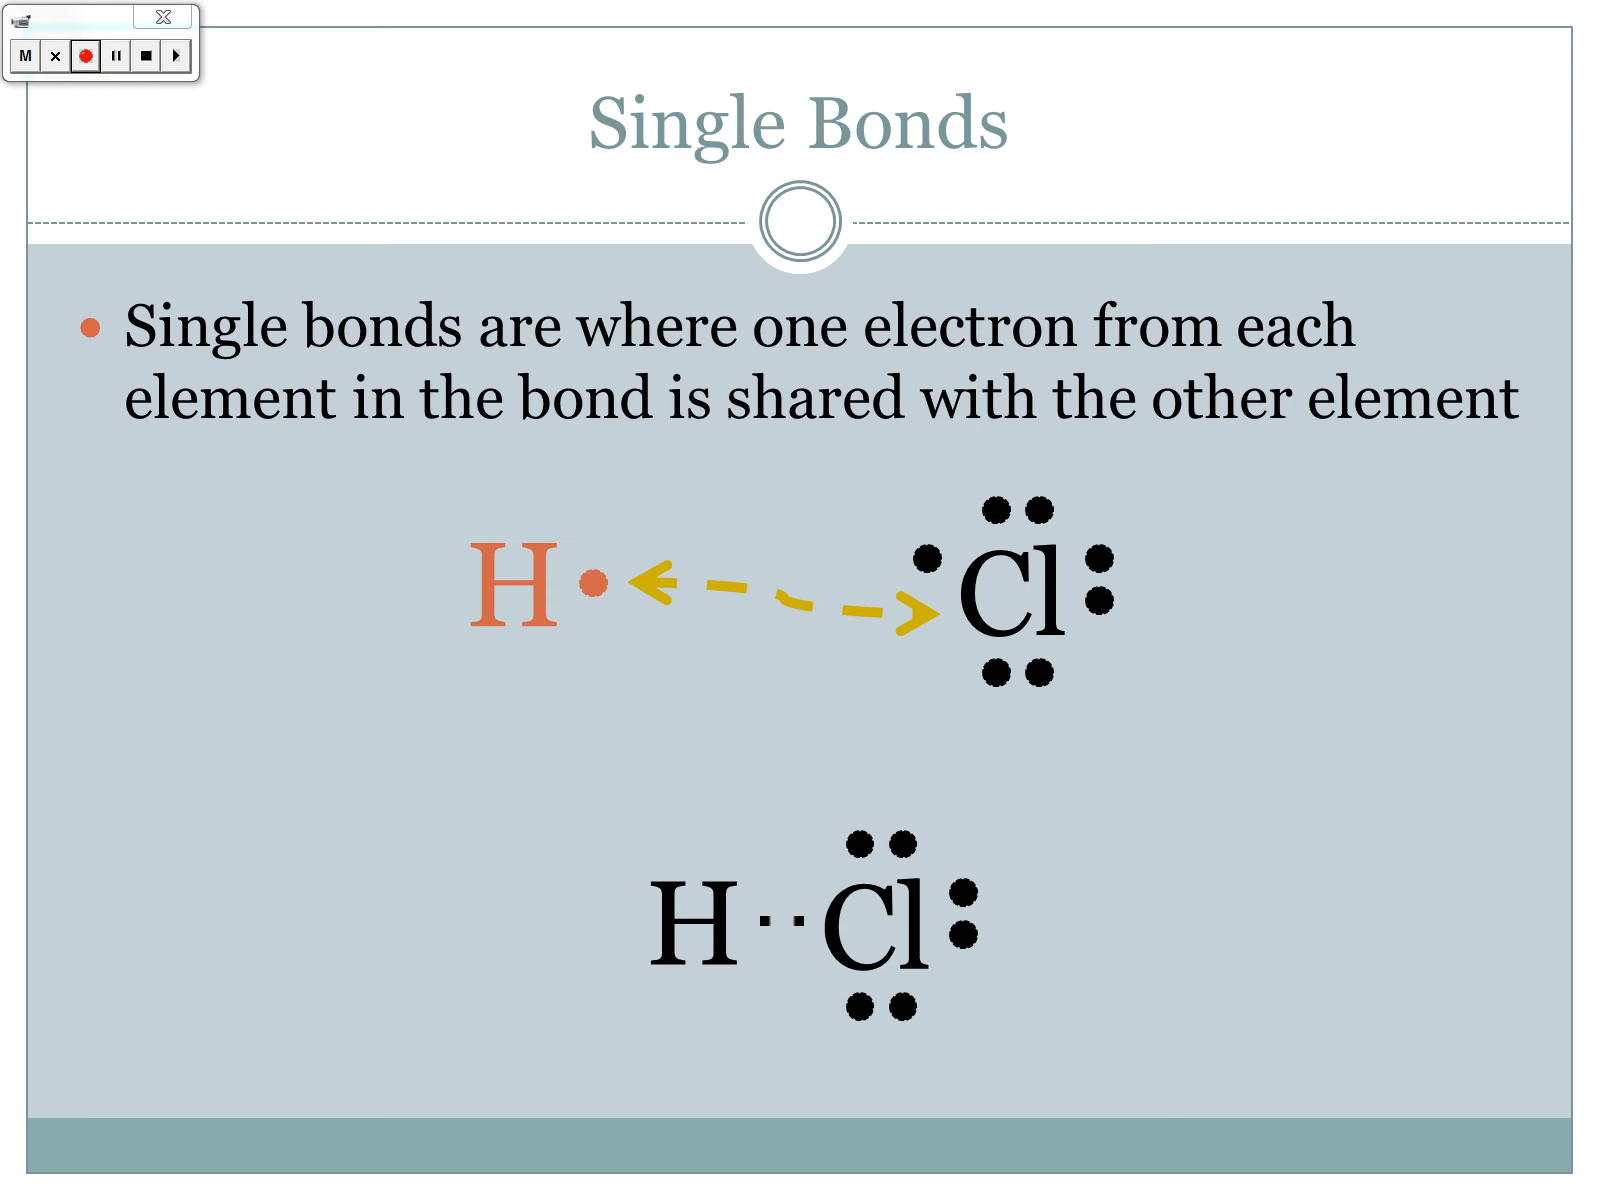 M
Single Bonds
Single bonds are where one electron from each
element in the bond is shared with the other element
H Cl
H Cl